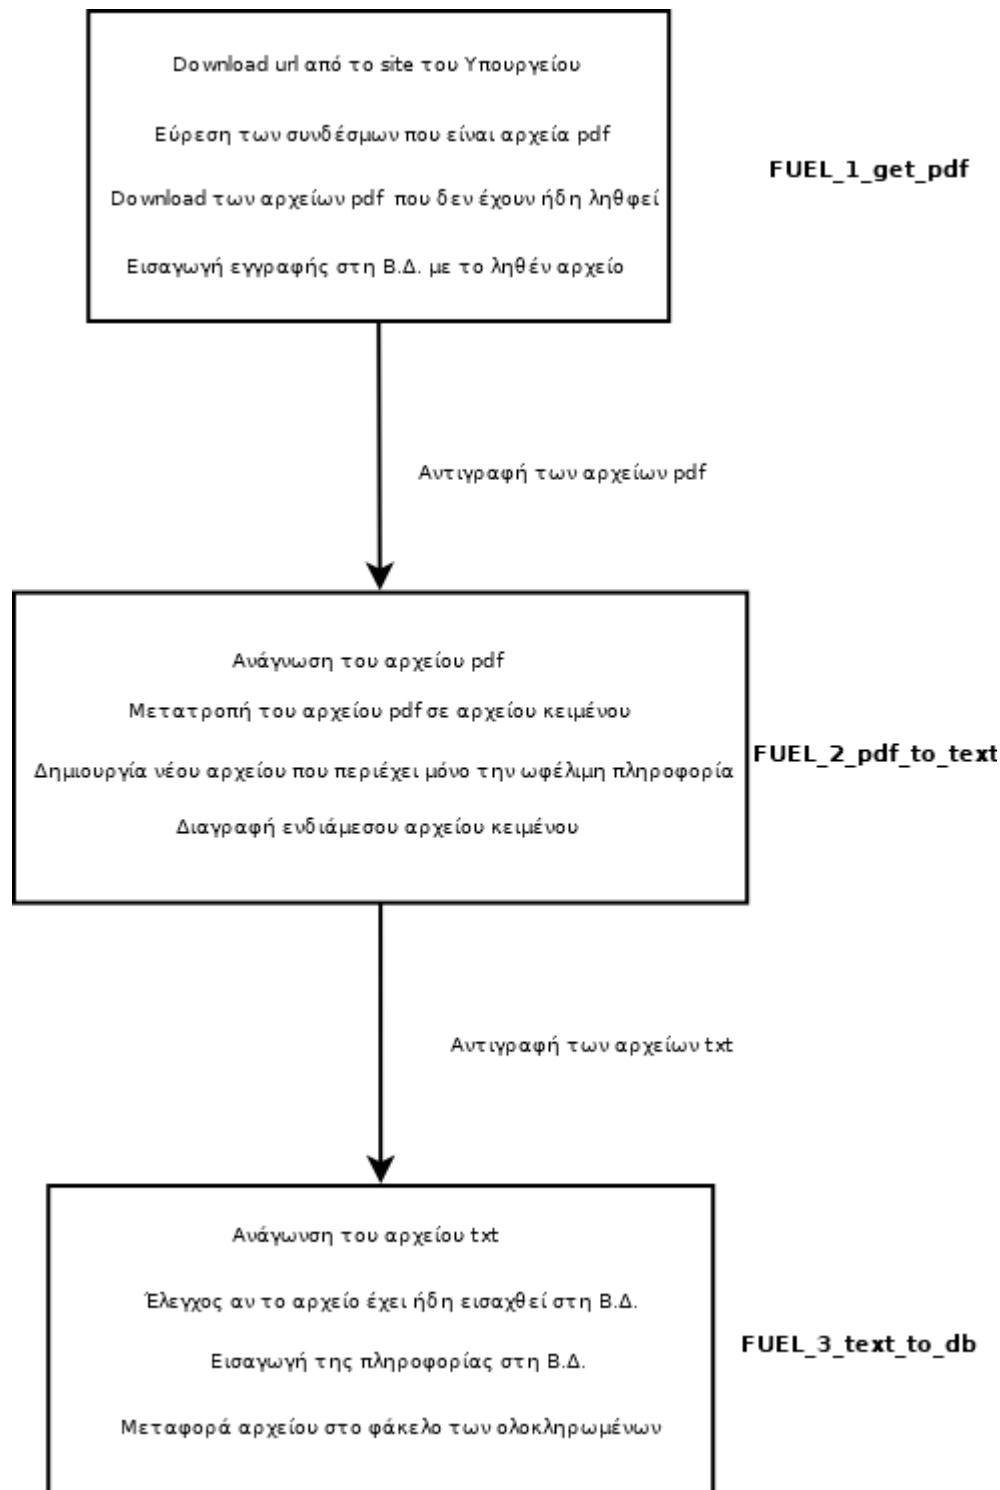 Download url από το site του Υπουργείου
Εύρεση των συνδέσμων που είναι αρχεία pdf
FUEL_1_get_pdf
Download των αρχείων pdf που δεν έχουν ήδη ληθφεί
Εισαγωγή εγγραφής στη Β.Δ. με το ληθέν αρχείο
Αντιγραφή των αρχείων pdf
Ανάγνωση του αρχείου pdf
Μετατροπή του αρχείου pdf σε αρχείου κειμένου
FUEL_2_pdf_to_text
Δημιουργία νέου αρχείου που περιέχει μόνο την ωφέλιμη πληροφορία
Διαγραφή ενδιάμεσου αρχείου κειμένου
Αντιγραφή των αρχείων txt
Ανάγωνση του αρχείου txt
Έλεγχος αν το αρχείο έχει ήδη εισαχθεί στη Β.Δ.
FUEL_3_text_to_db
Εισαγωγή της πληροφορίας στη Β.Δ.
Μεταφορά αρχείου στο φάκελο των ολοκληρωμένων